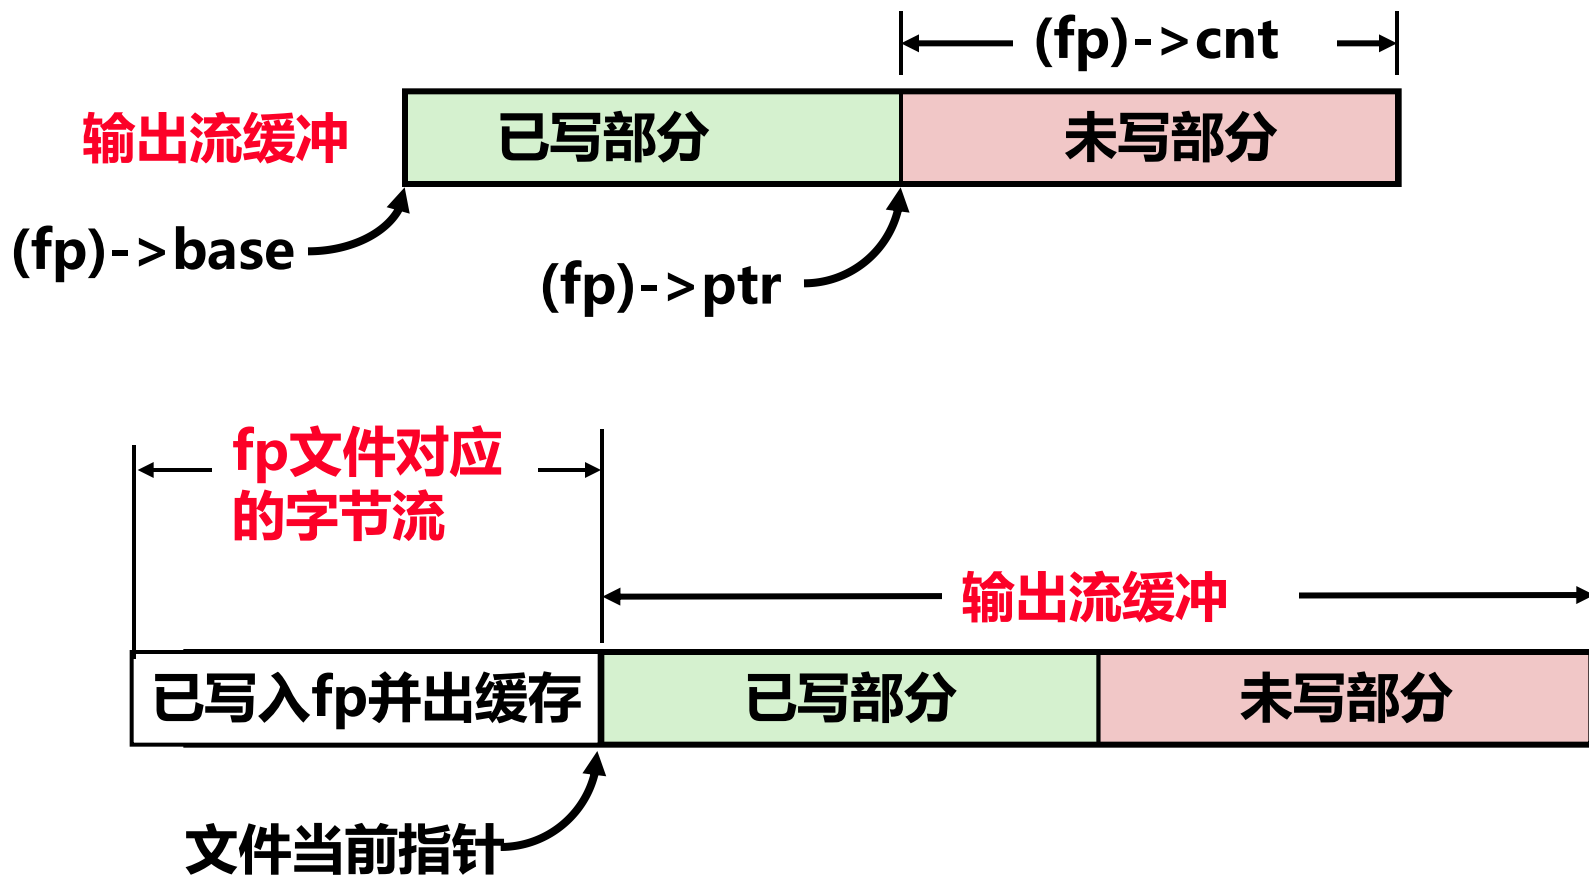 (fp)->cnt
输出流缓冲
已写部分
未写部分
(fp)->base
(fp)->ptr
fp文件对应
的字节流
输出流缓冲
已写入fp并出缓存
已写部分
未写部分
文件当前指针